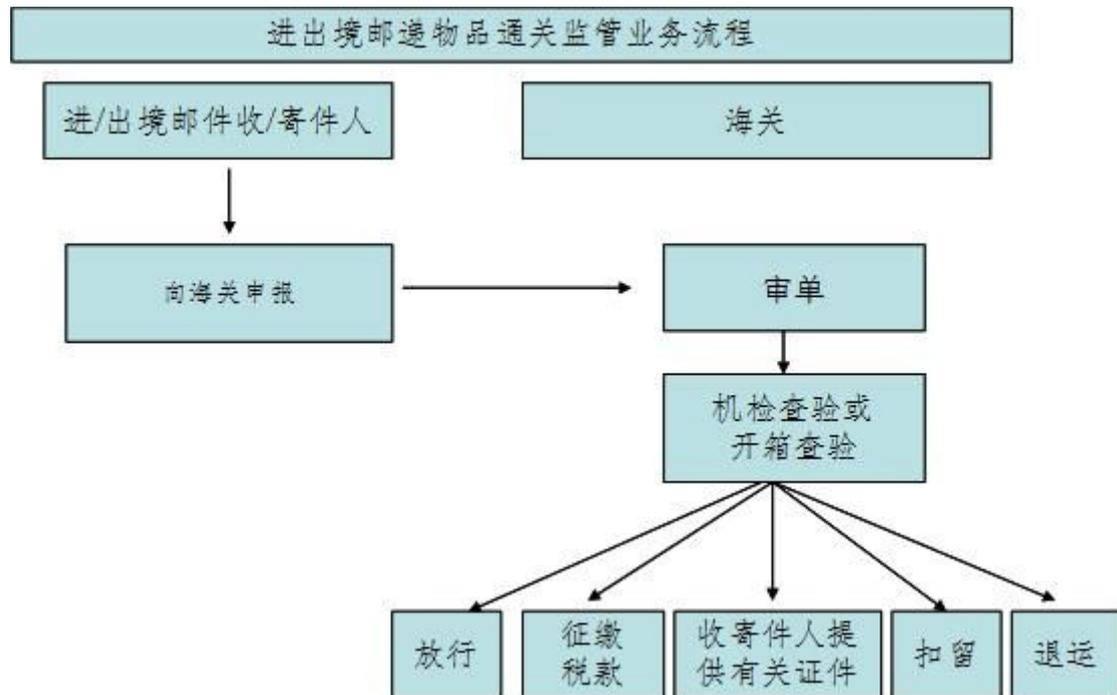 进出境邮递物品通关监管业务流程
进/出境邮件收/寄件人
海关
向海关申报
审单
机检查验或
开箱查验
放行
征缴
税款
收寄件人提
供有关证件
扣留
退运